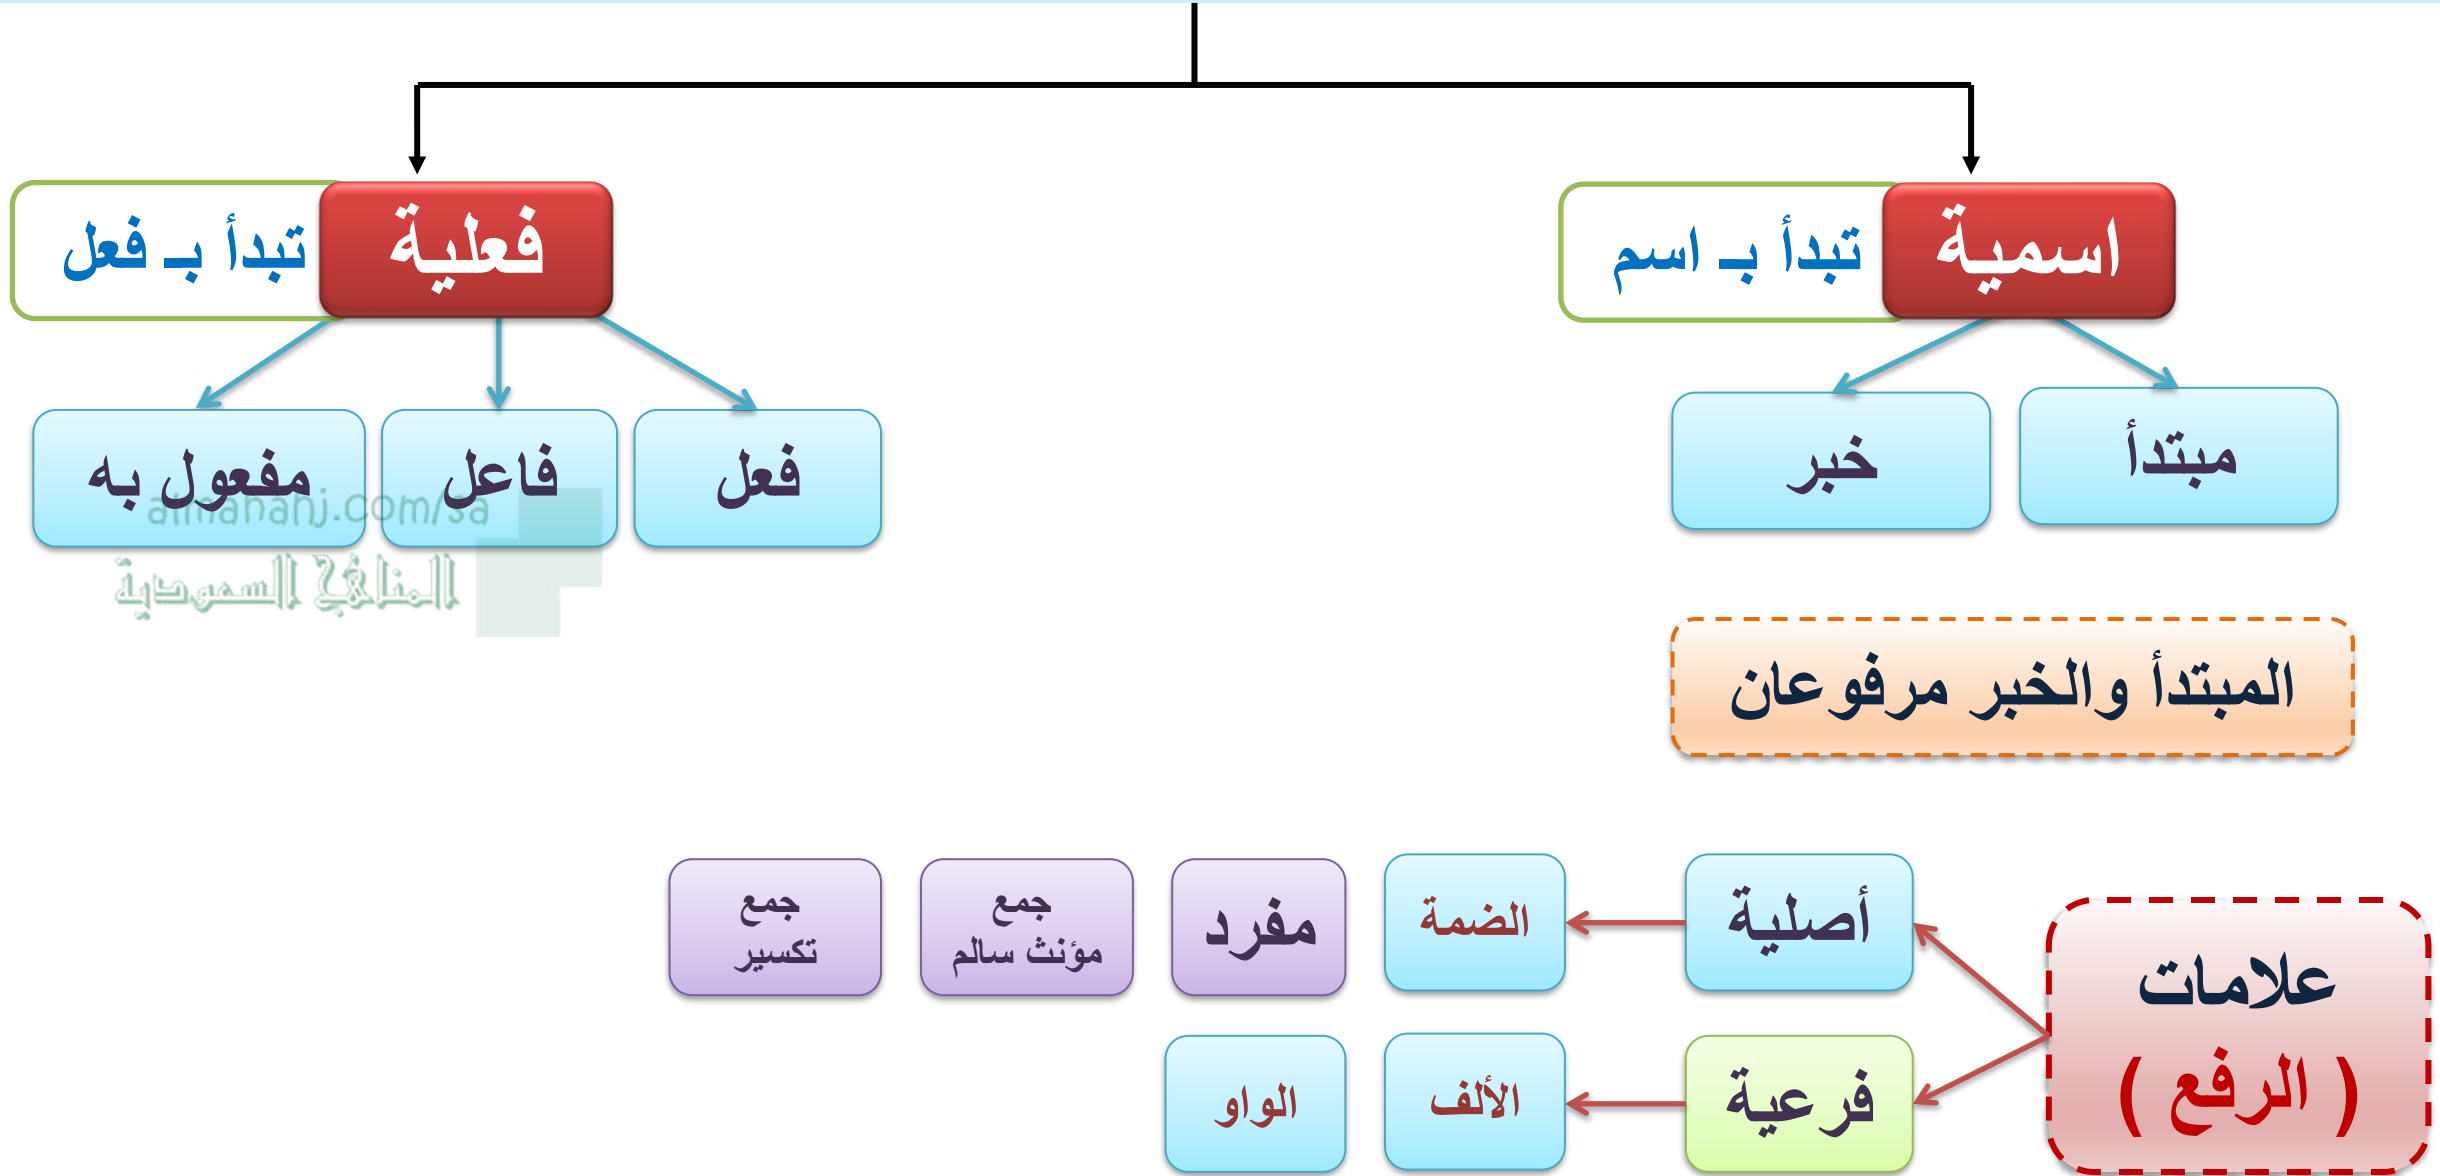 اسمية
تبدأ بـ اسم
فعلية
تبدأ بـ فعل
مبتدأ
خبر
فعل
فاعل
مفعول به
almanahj.com/sa
المناهج السعودية
المبتدأ والخبر مرفوعان
علامات
( الرفع )
أصلية
الضمة
مفرد
جمع
مؤنث سالم
جمع
تكسير
فرعية
الألف
الواو